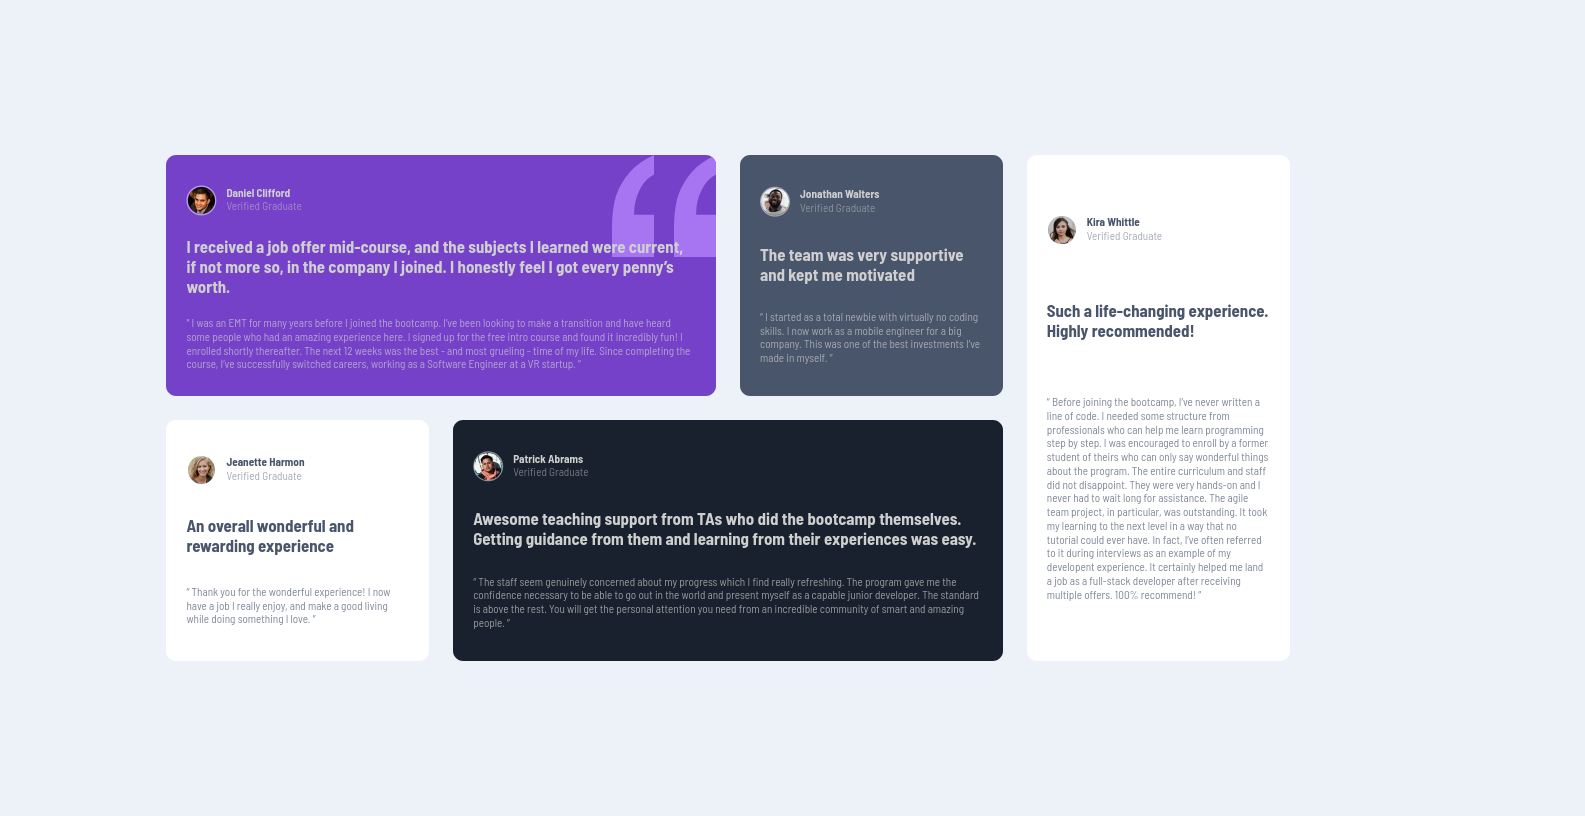 Daniel Clifford
Verified Graduate
I received a job offer mid-course, and the subjects I learned were current,
if not more so, in the company I joined. I honestly feel I got every penny’s
worth.
“ I was an EMT for many years before I joined the bootcamp. I’ve been looking to make a transition and have heard
some people who had an amazing experience here. I signed up for the free intro course and found it incredibly fun! I
enrolled shortly thereafter. The next 12 weeks was the best - and most grueling - time of my life. Since completing the
course, I’ve successfully switched careers, working as a Software Engineer at a VR startup. ”
Jonathan Walters
Verified Graduate
The team was very supportive
and kept me motivated
“ I started as a total newbie with virtually no coding
skills. I now work as a mobile engineer for a big
company. This was one of the best investments I’ve
made in myself. ”
Kira Whittle
Verified Graduate
Such a life-changing experience.
Highly recommended!
“ Before joining the bootcamp, I’ve never written a
line of code. I needed some structure from
professionals who can help me learn programming
step by step. I was encouraged to enroll by a former
student of theirs who can only say wonderful things
about the program. The entire curriculum and staff
did not disappoint. They were very hands-on and I
never had to wait long for assistance. The agile
team project, in particular, was outstanding. It took
my learning to the next level in a way that no
tutorial could ever have. In fact, I’ve often referred
to it during interviews as an example of my
development experience. It certainly helped me land
a job as a full-stack developer after receiving
multiple offers. 100% recommend! ”
Jeanette Harmon
Verified Graduate
An overall wonderful and
rewarding experience
“ Thank you for the wonderful experience! I now
have a job I really enjoy, and make a good living
while doing something I love. ”
Patrick Abrams
Verified Graduate
Awesome teaching support from TAs who did the bootcamp themselves.
Getting guidance from them and learning from their experiences was easy.
“ The staff seem genuinely concerned about my progress which I find really refreshing. The program gave me the
confidence necessary to be able to go out in the world and present myself as a capable junior developer. The standard
is above the rest. You will get the personal attention you need from an incredible community of smart and amazing
people. ”